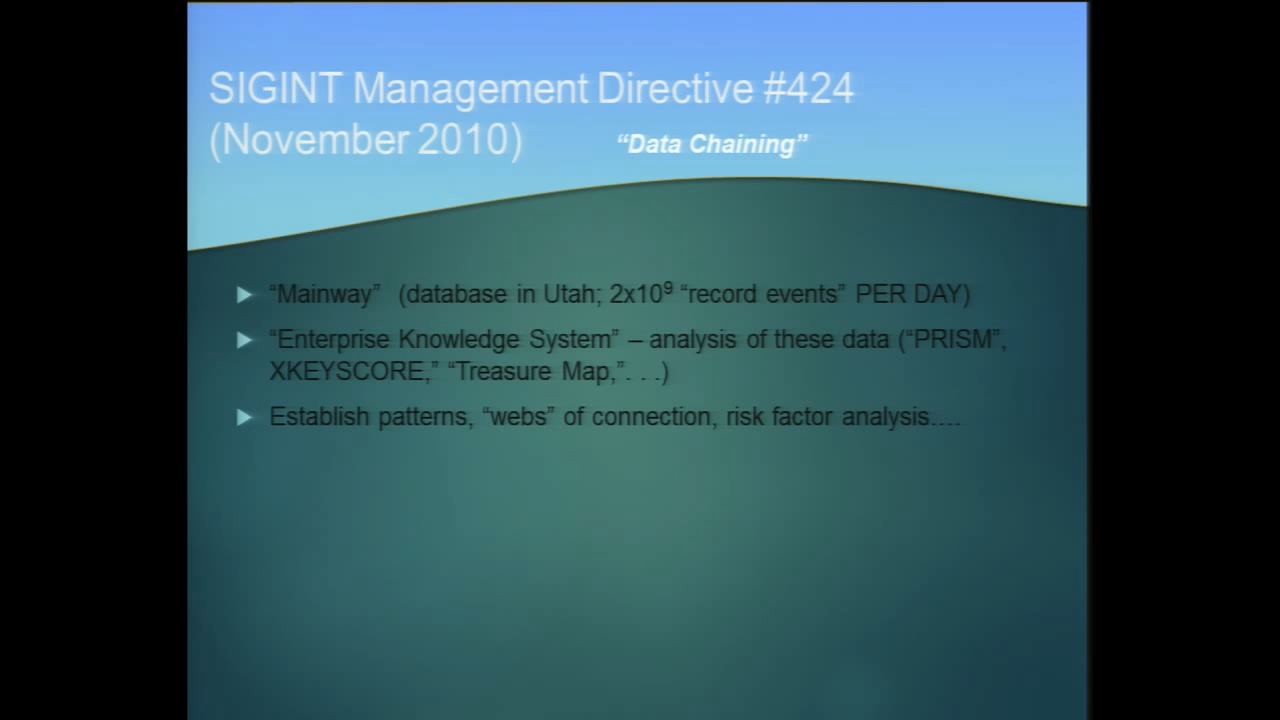 SIGINT Management Directive #424
(November 2010) “Data Chaining”
“Mainway” (database in Utah; 2x10⁹ “record events” PER DAY)
“Enterprise Knowledge System” – analysis of these data (“PRISM”,
XKEYSCORE,” “Treasure Map,”. . .)
Establish patterns, “webs” of connection, risk factor analysis….